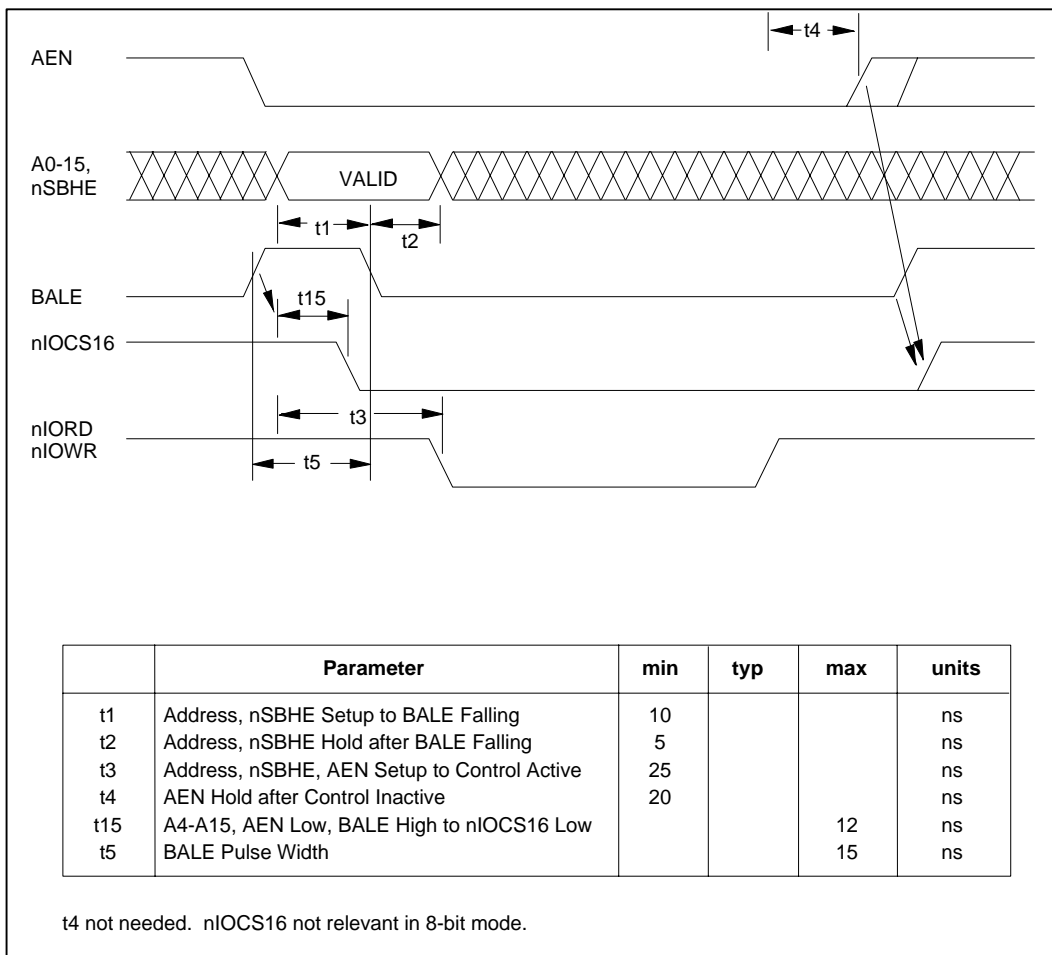 t4
AEN
A0-15,
nSBHE
VALID
t1
t2
BALE
t15
nIOCS16
t3
nIORD
nIOWR
t5
Parameter min typ max units
t1 Address, nSBHE Setup to BALE Falling 10 ns
t2 Address, nSBHE Hold after BALE Falling 5 ns
t3 Address, nSBHE, AEN Setup to Control Active 25 ns
t4 AEN Hold after Control Inactive 20 ns
t15 A4-A15, AEN Low, BALE High to nIOCS16 Low 12 ns
t5 BALE Pulse Width 15 ns
t4 not needed. nIOCS16 not relevant in 8-bit mode.